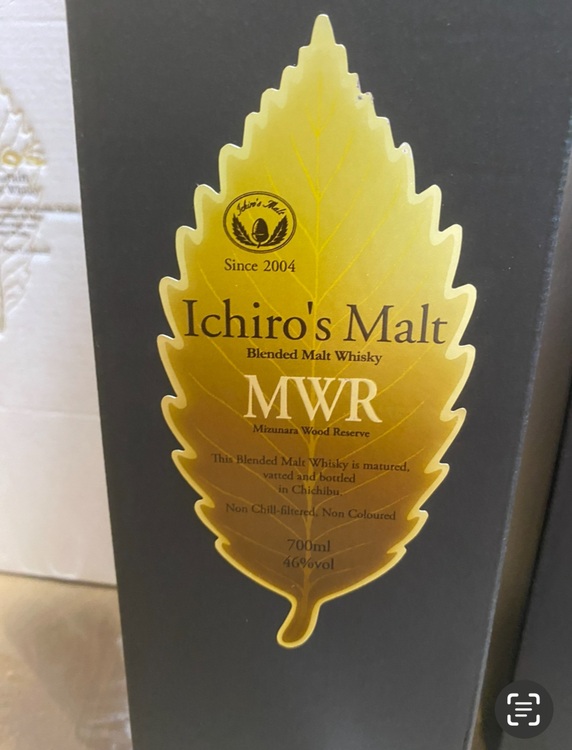 Ichiro's Malt
Since 2004
Ichiro's Malt
Blended Malt Whisky
MWR
Mizunara Wood Reserve
This Blended Malt Whisky is matured,
vatted and bottled
in Chichibu
Non Chill-filtered, Non Coloured
700ml
46%vol